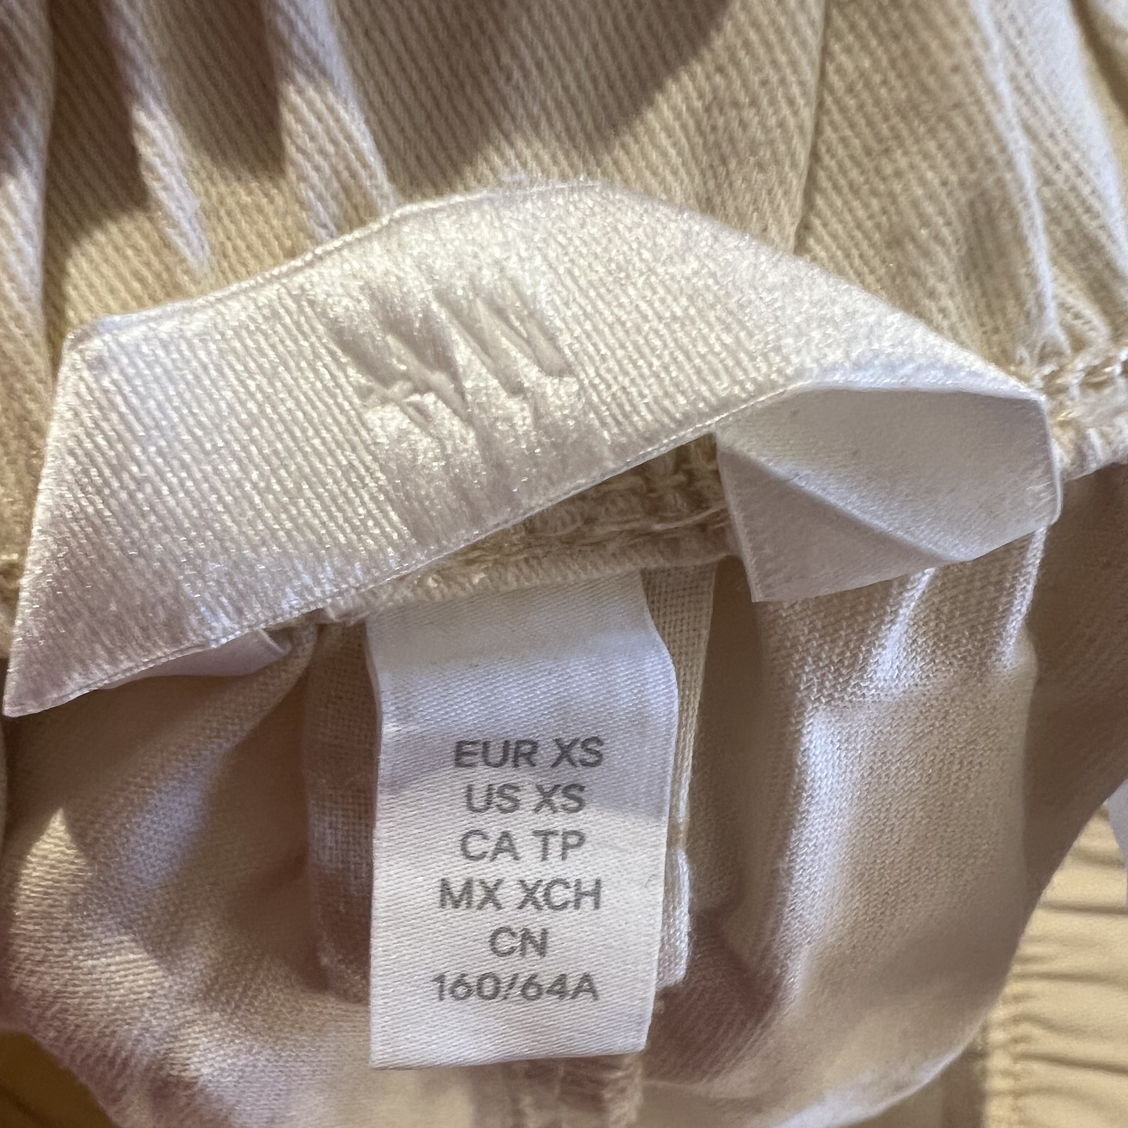 EUR XS
US XS
CA TP
MX XCH
CN
160/64A